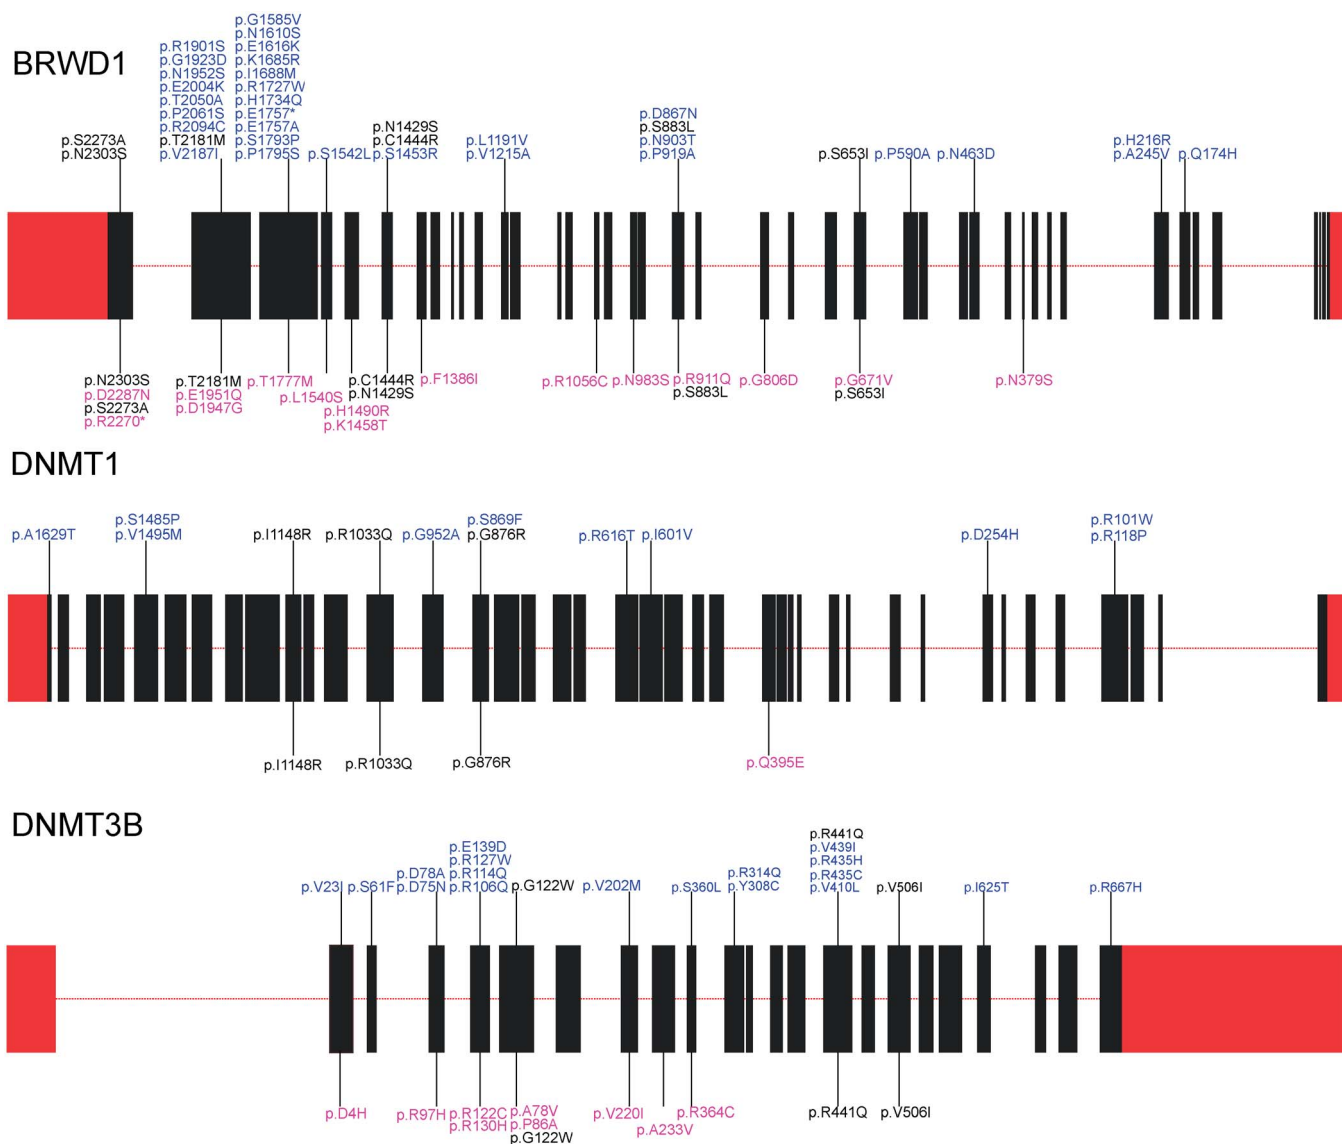 BRWD1
p.S2273A
p.N2303S
p.R1901S
p.G1923D
p.N1952S
p.E2004K
p.T2050A
p.P2061S
p.R2094C
p.T2181M
p.V2187I
p.G1585V
p.N1610S
p.E1616K
p.K1685R
p.I1688M
p.R1727W
p.H1734Q
p.E1757*
p.E1757A
p.S1793P
p.P1795S
p.S1542L
p.N1429S
p.C1444R
p.S1453R
p.L1191V
p.V1215A
p.D867N
p.S883L
p.N903T
p.P919A
p.S653I
p.P590A
p.N463D
p.H216R
p.A245V
p.Q174H
p.N2303S
p.D2287N
p.S2273A
p.R2270*
p.T2181M
p.E1951Q
p.D1947G
p.T1777M
p.L1540S
p.H1490R
p.K1458T
p.C1444R
p.N1429S
p.F1386I
p.R1056C
p.N983S
p.R911Q
p.S883L
p.G806D
p.G671V
p.S653I
p.N379S
DNMT1
p.A1629T
p.S1485P
p.V1495M
p.I1148R
p.R1033Q
p.G952A
p.S869F
p.G876R
p.R616T
p.I601V
p.D254H
p.R101W
p.R118P
p.I1148R
p.R1033Q
p.G876R
p.Q395E
DNMT3B
p.V23I
p.S61F
p.D78A
p.D75N
p.E139D
p.R127W
p.R114Q
p.R106Q
p.G122W
p.V202M
p.S360L
p.R314Q
p.Y308C
p.R441Q
p.V439I
p.R435H
p.R435C
p.V410L
p.V506I
p.I625T
p.R667H
p.D4H
p.R97H
p.R122C
p.R130H
p.A78V
p.P86A
p.G122W
p.V220I
p.A233V
p.R364C
p.R441Q
p.V506I